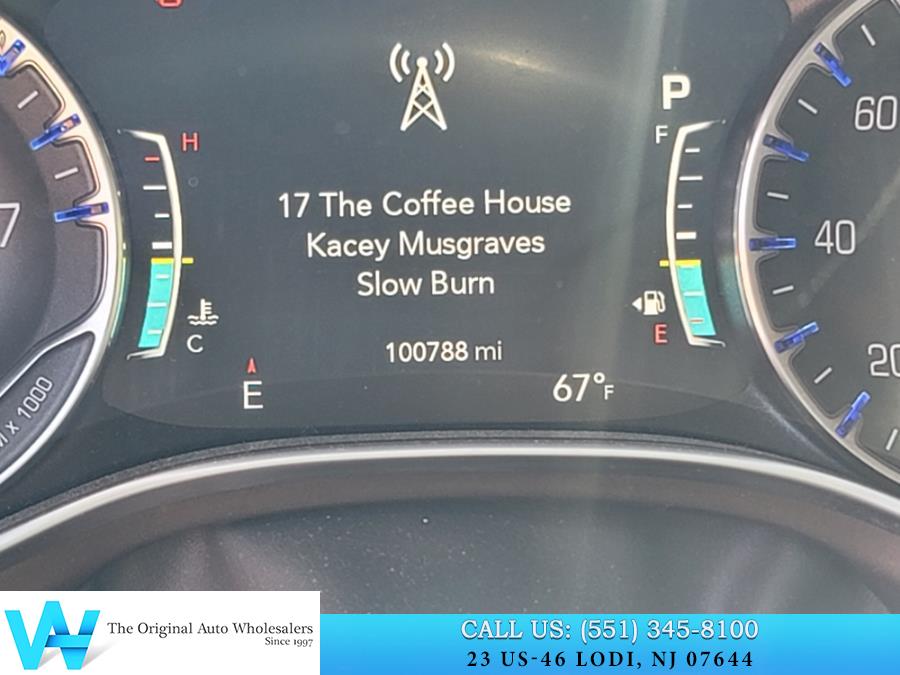 P
H
F
60
17 The Coffee House
7
Kacey Musgraves
40
Slow Burn
E
C
100788 mi
20
E
67°F
M x 1000
The Original Auto Wholesalers
Since 1997
CALL US: (551) 345-8100
23 US-46 LODI, NJ 07644